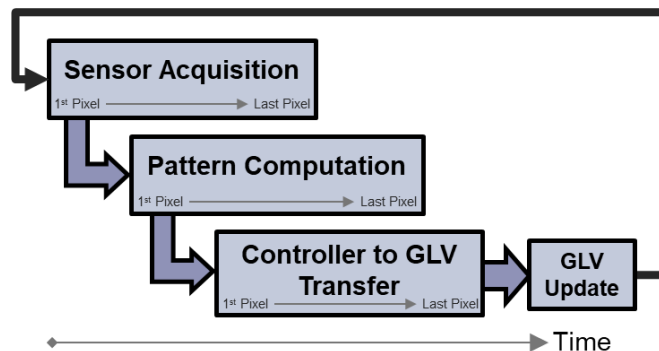 Sensor Acquisition
1st Pixel Last Pixel
Pattern Computation
1st Pixel Last Pixel
Controller to GLV
Transfer
1st Pixel Last Pixel
GLV
Update
Time